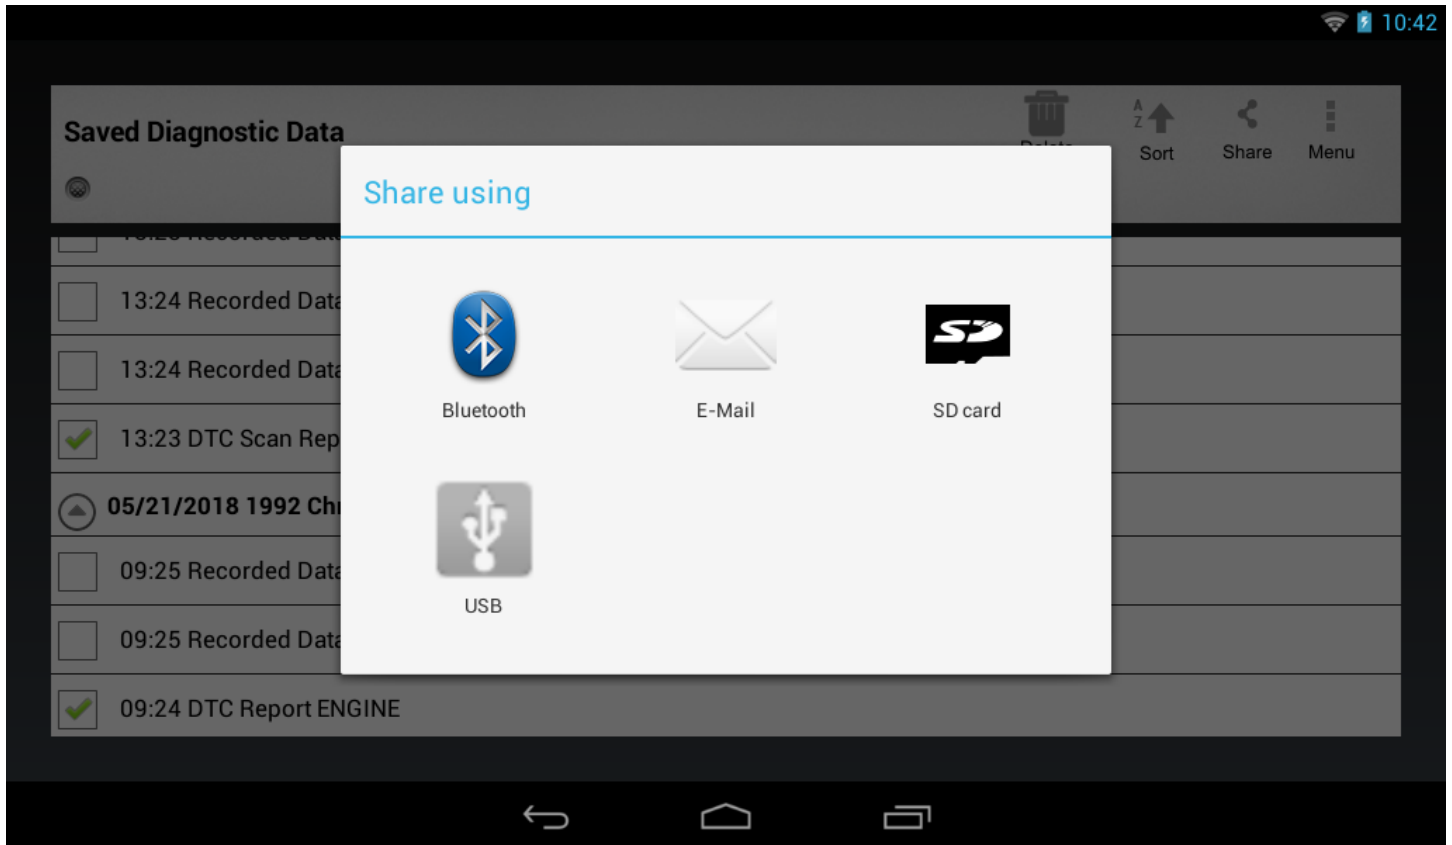 10:42
Saved Diagnostic Data
A
Z
Sort
Share
Menu
Share using
Recorded
13:24 Recorded Data
13:24 Recorded Data
13:23 DTC Scan
05/21/2018 1992
09:25 Recorded Data
09:25 Recorded Data
09:24 DTC Report ENGINE
Bluetooth
E-Mail
SD
SD card
USB